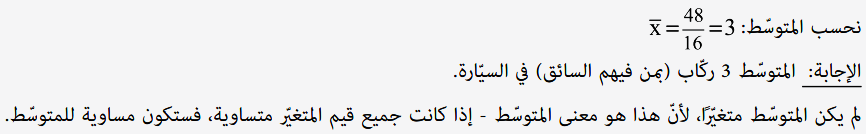 نحسب المتوسّط: x̄ = 48/16 = 3
الإجابة: المتوسّط 3 ركّاب (بمن فيهم السائق) في السيّارة.
لم يكن المتوسّط متغيّرًا، لأنّ هذا هو معنى المتوسّط - إذا كانت جميع قيم المتغيّر متساوية، فستكون مساوية للمتوسّط.